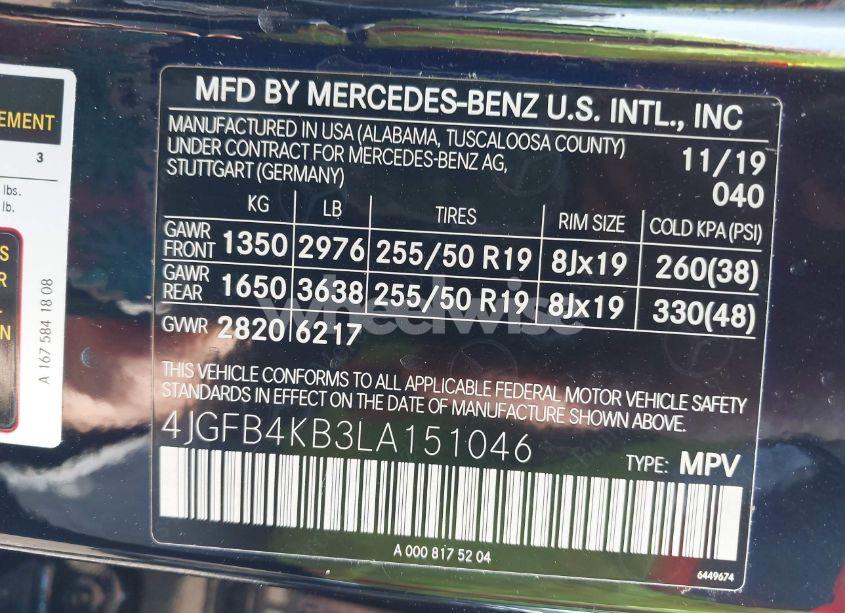 EMENT
3
lbs.
lb.
S
R
N
A 167 584 18 08
MFD BY MERCEDES-BENZ U.S. INTL., INC
MANUFACTURED IN USA (ALABAMA, TUSCALOOSA COUNTY)
UNDER CONTRACT FOR MERCEDES-BENZ AG,
STUTTGART (GERMANY)
11/19
040
KG LB TIRES RIM SIZE COLD KPA (PSI)
GAWR FRONT 1350 2976 255/50 R19 8Jx19 260(38)
GAWR REAR 1650 3638 255/50 R19 8Jx19 330(48)
GVWR 2820 6217
wheelwise
THIS VEHICLE CONFORMS TO ALL APPLICABLE FEDERAL MOTOR VEHICLE SAFETY
STANDARDS IN EFFECT ON THE DATE OF MANUFACTURE SHOWN ABOVE.
4JGFB4KB3LA151046
TYPE: MPV
A 000 817 52 04
6449674